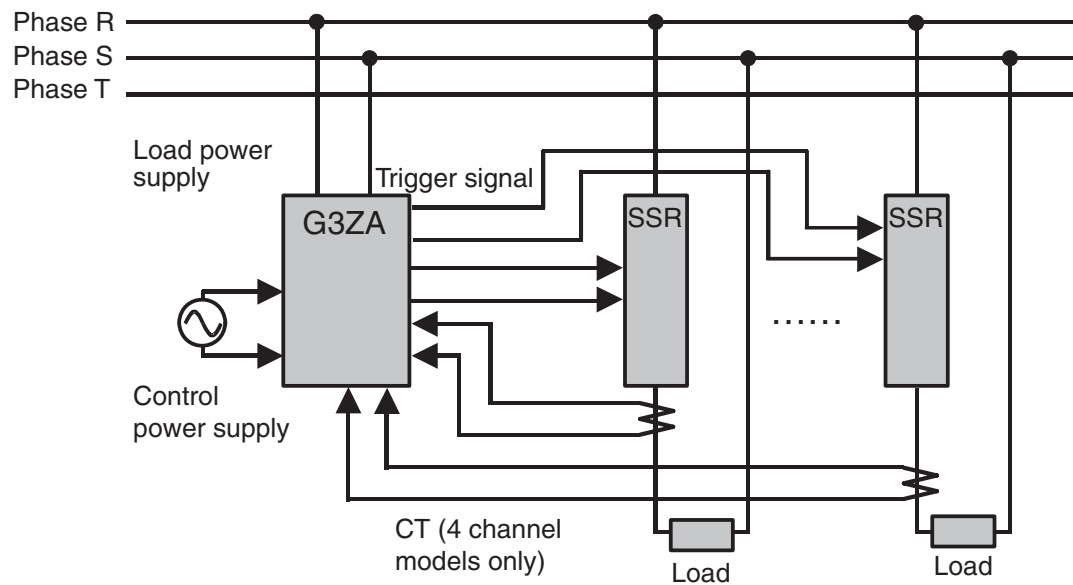 Phase R
Phase S
Phase T
Load power
supply
Trigger signal
G3ZA
SSR
SSR
......
Control
power supply
CT (4 channel
models only)
Load
Load